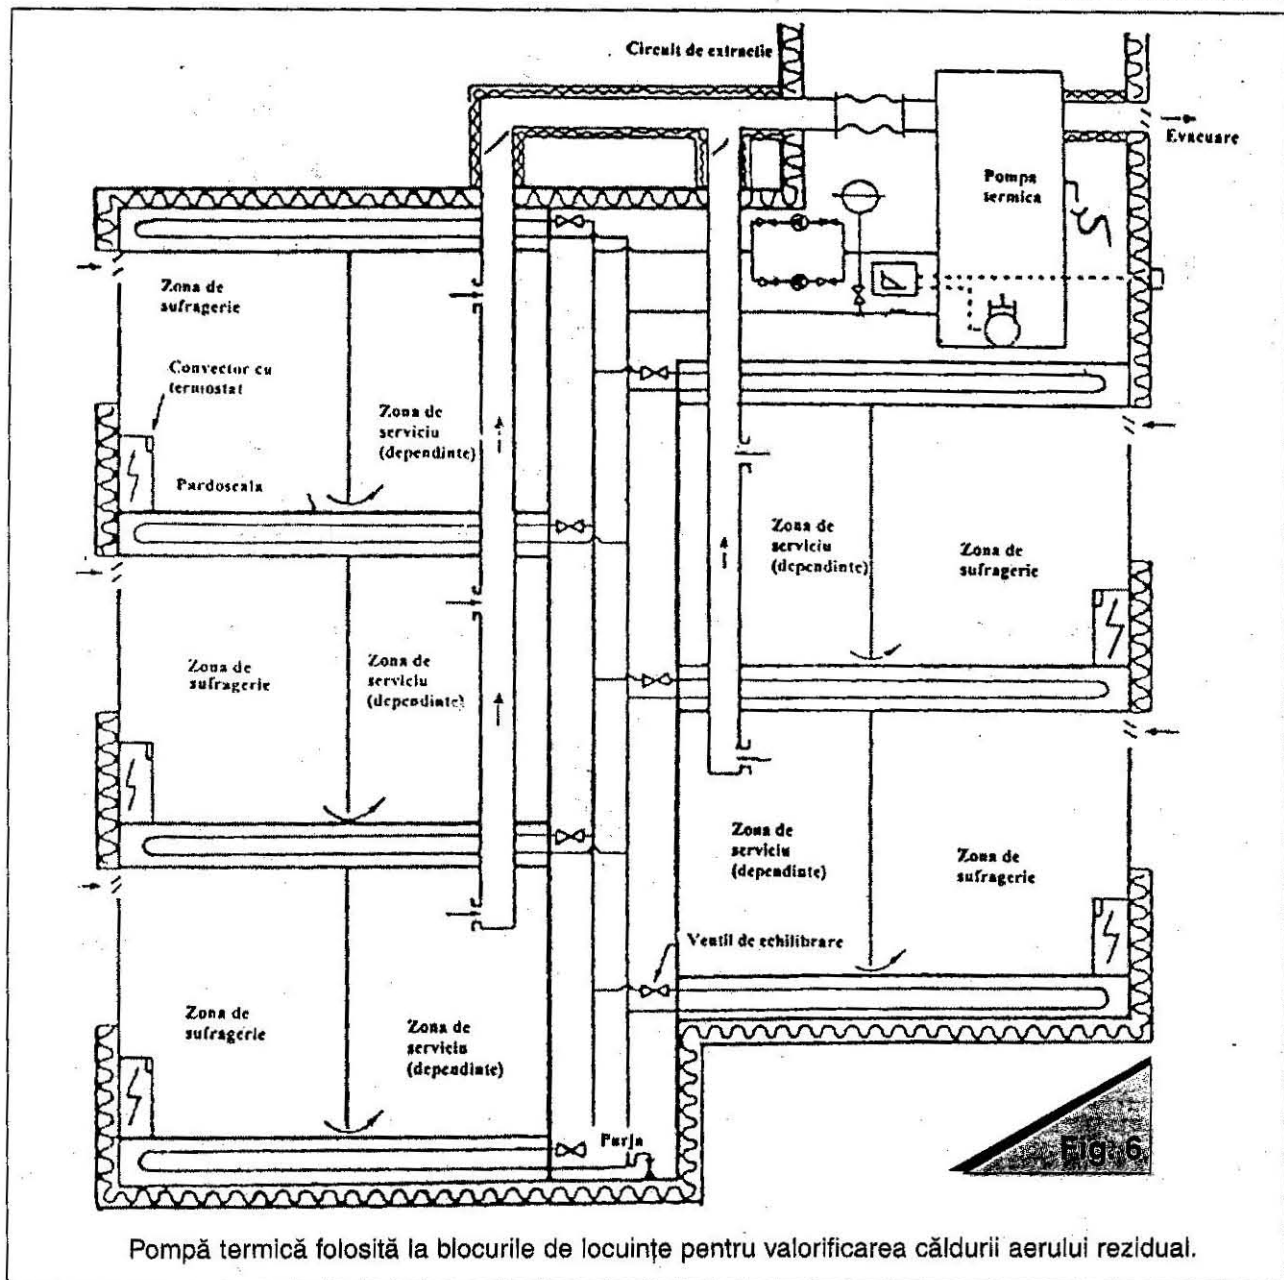 Circuit de extractie
Evacuare
Pompa
termica
Zona de
sufragerie
Convector cu
termostat
Zona de
serviciu
(dependinte)
Pardoseala
Zona de
serviciu
(dependinte)
Zona de
sufragerie
Zona de
sufragerie
Zona de
serviciu
(dependinte)
Zona de
serviciu
(dependinte)
Zona de
sufragerie
Ventil de echilibrare
Zona de
sufragerie
Zona de
serviciu
(dependinte)
Purja
Fig. 6.
Pompă termică folosită la blocurile de locuințe pentru valorificarea căldurii aerului rezidual.